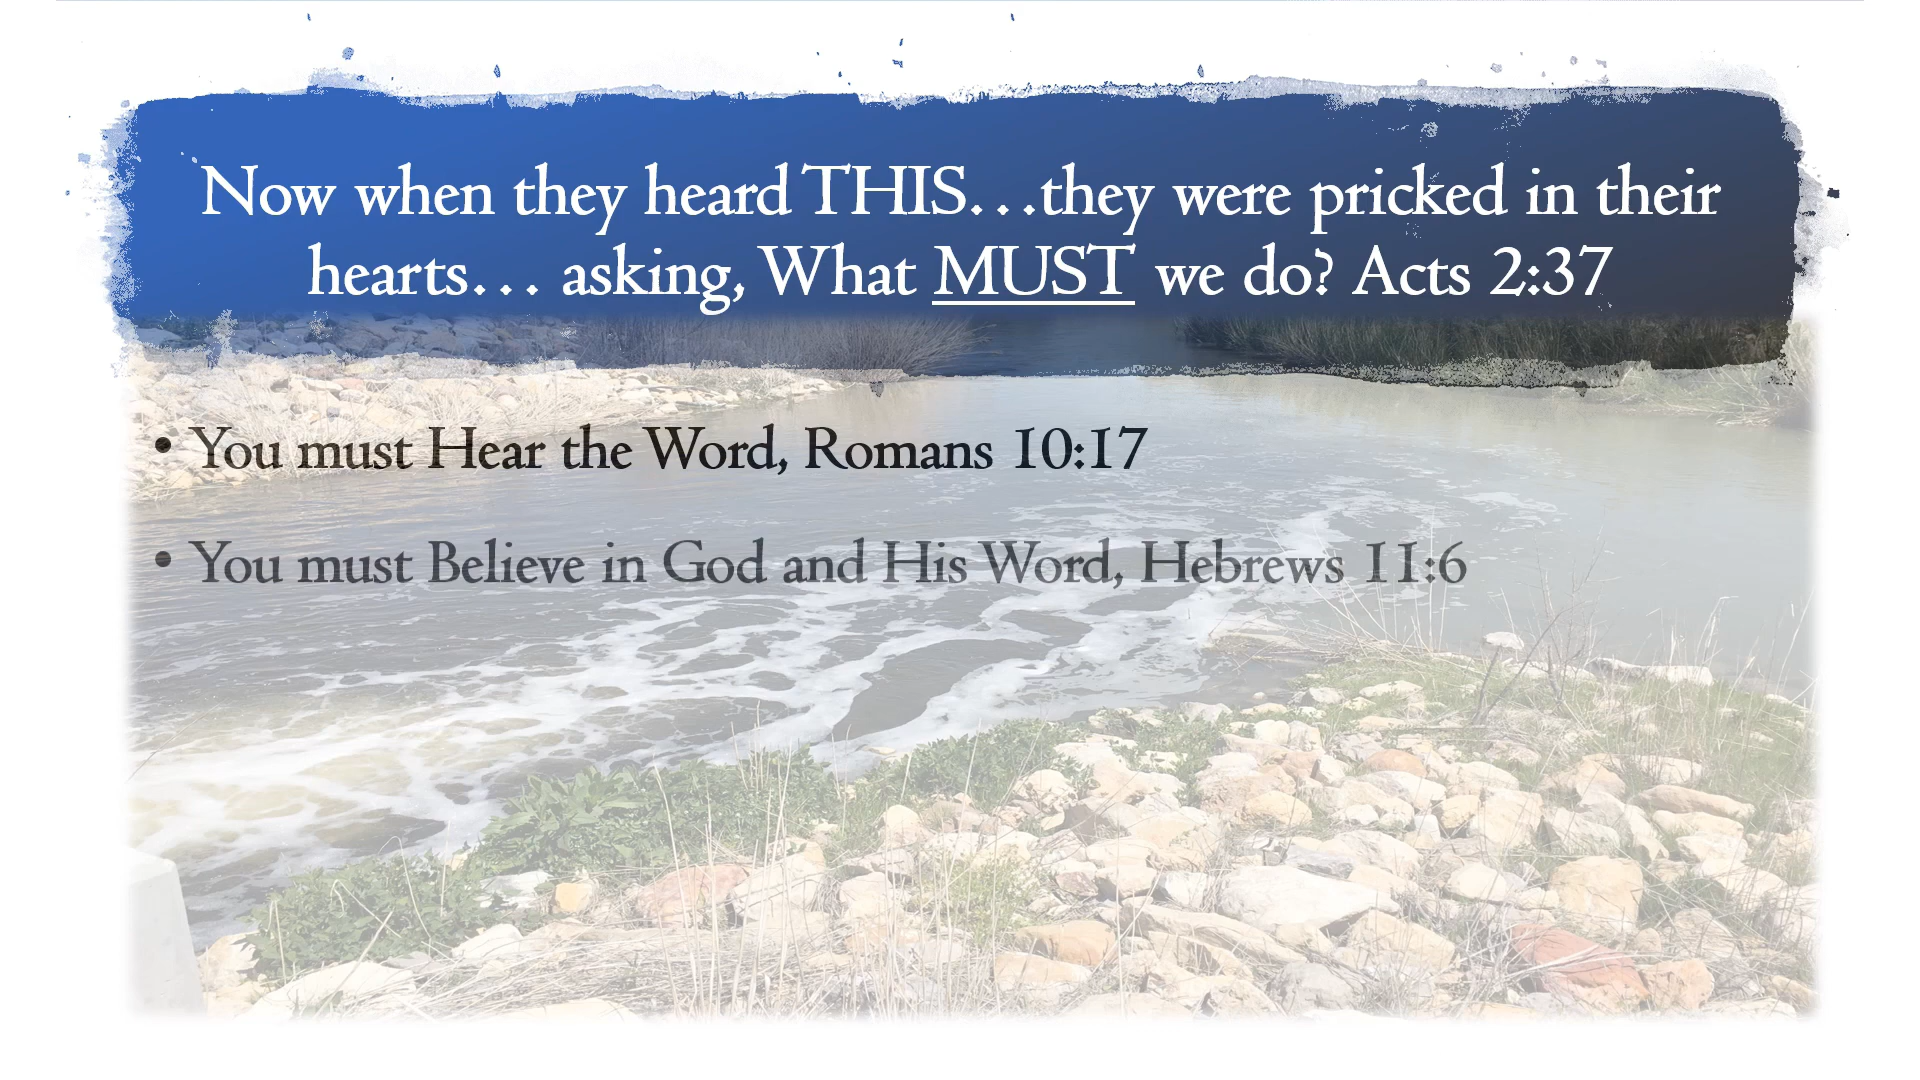 Now when they heard THIS…they were pricked in their
hearts… asking, What MUST we do? Acts 2:37
• You must Hear the Word, Romans 10:17
• You must Believe in God and His Word, Hebrews 11:6